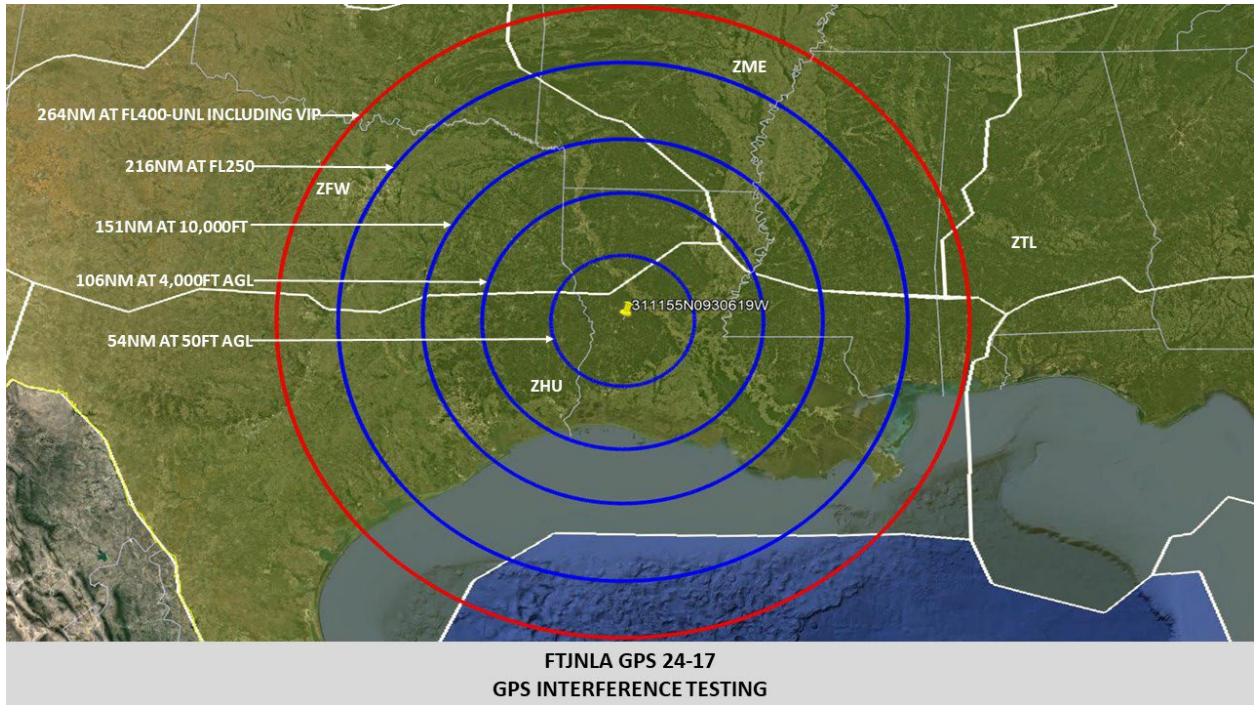 ZME
264NM AT FL400-UNL INCLUDING VIP
216NM AT FL250
ZFW
151NM AT 10,000FT
ZTL
106NM AT 4,000FT AGL
311155N0930619W
54NM AT 50FT AGL
ZHU
FTJNLA GPS 24-17
GPS INTERFERENCE TESTING